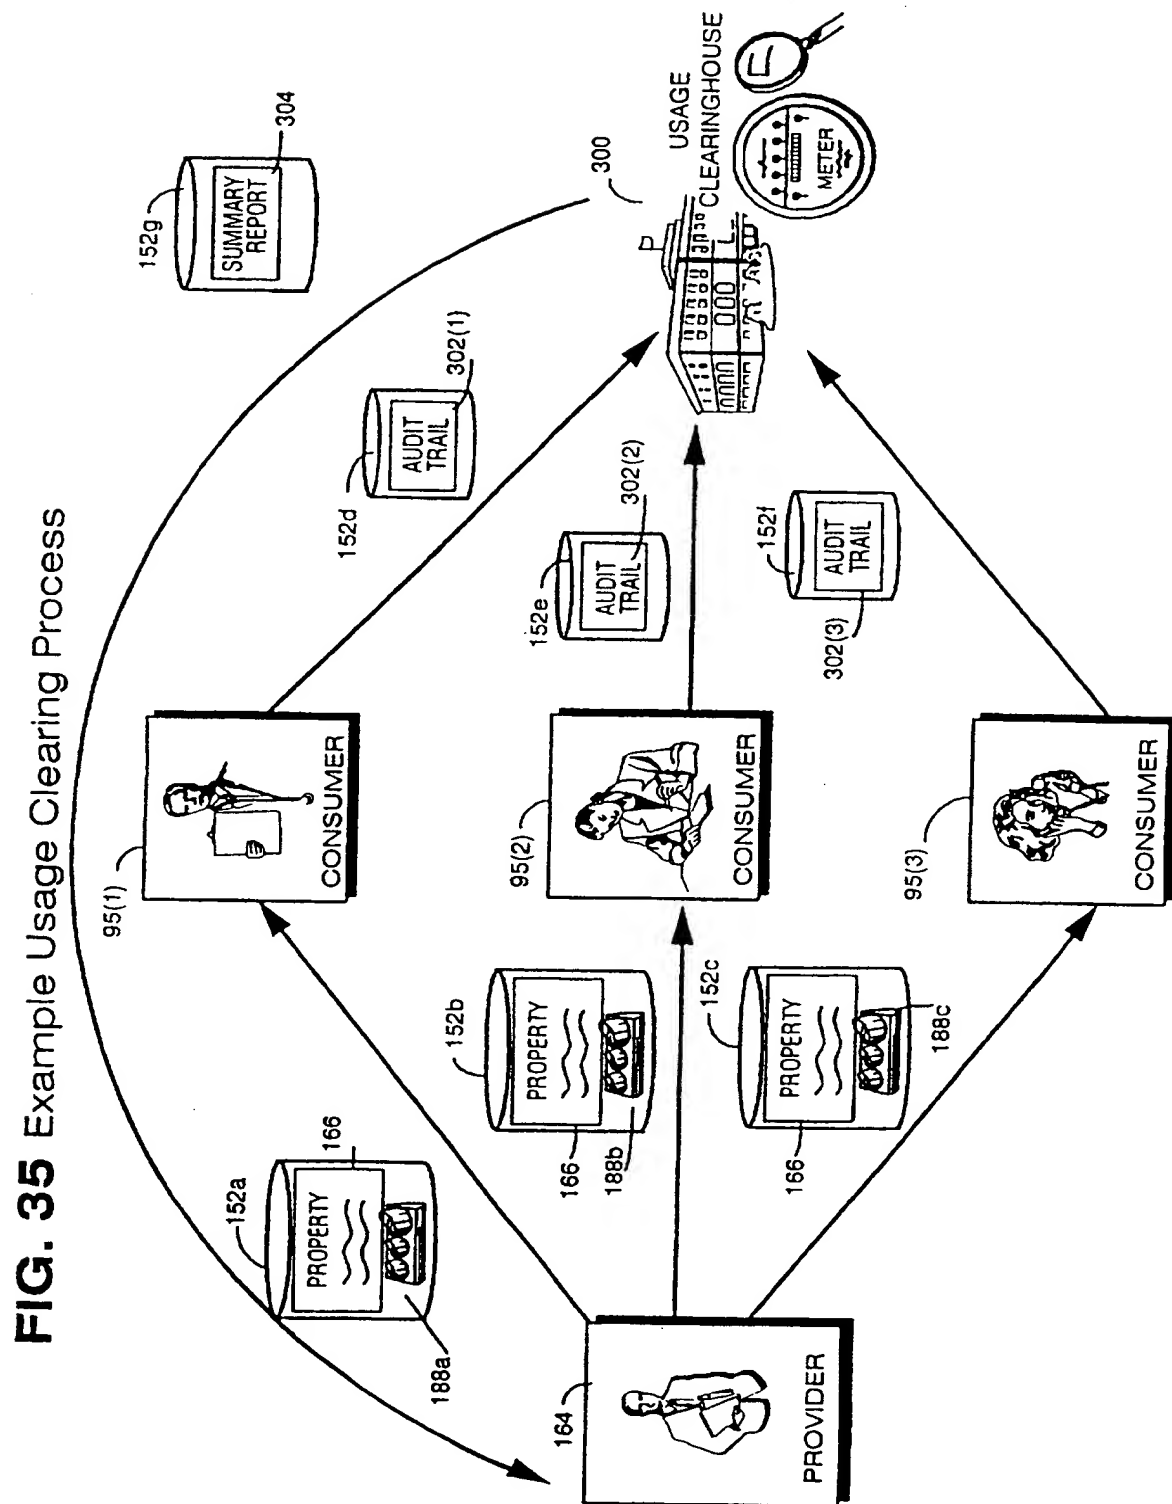 FIG. 35 Example Usage Clearing Process
152g
SUMMARY
REPORT
304
95(1)
CONSUMER
152d
AUDIT
TRAIL
302(1)
300
USAGE
CLEARINGHOUSE
METER
152a
PROPERTY
166
188a
164
PROVIDER
152b
PROPERTY
166
188b
95(2)
CONSUMER
152e
AUDIT
TRAIL
302(2)
152c
PROPERTY
166
188c
95(3)
CONSUMER
152f
AUDIT
TRAIL
302(3)